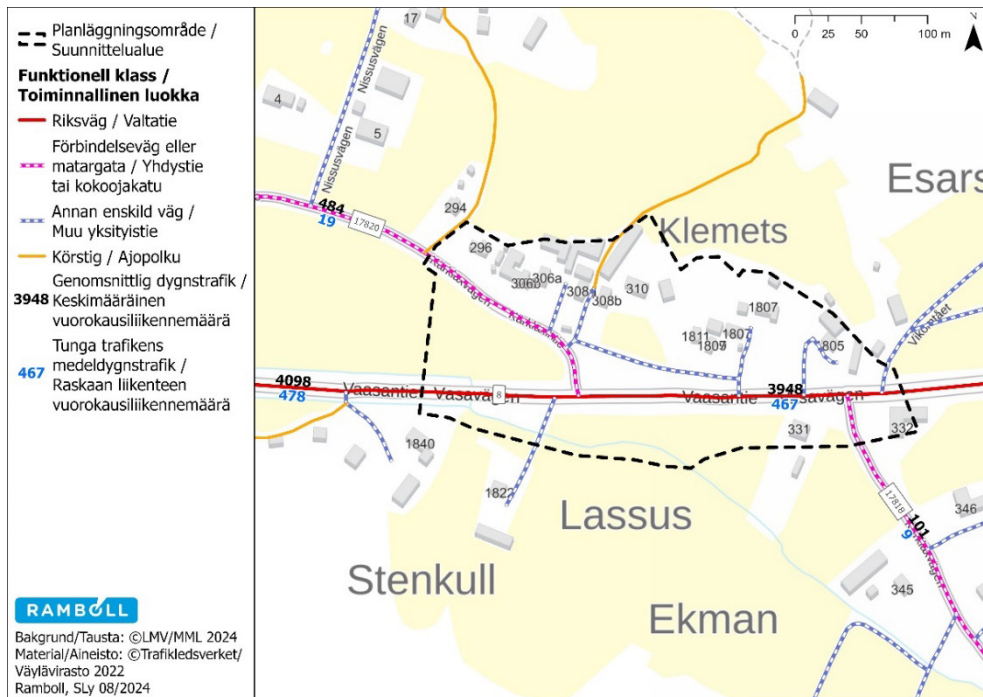 Planläggningsområde /
Suunnittelualue
Funktionell klass /
Toiminnallinen luokka
Riksväg / Valtatie
Förbindelseväg eller
matargata / Yhdystie
tai kokoojakatu
Annan enskild väg /
Muu yksityistie
Körstig / Ajopolku
Genomsnittlig dygnstrafik /
3948 Keskimääräinen
vuorokausiliikennemäärä
Tunga trafikens
467 medeldygnstrafik /
Raskaan liikenteen
vuorokausiliikennemäärä
RAMBOLL
Bakgrund/Tausta: ©LMV/MML 2024
Material/Aineisto: ©Trafikledsverket/
Väylävirasto 2022
Ramboll, SLy 08/2024
0 25 50 100 m
N
17
Nissusvägen
4
5
Nissusvägen
Esars
484
19
17820
294
296
Klemets
306a
308b
310
1807
1811
1807
805
4098
478
Vaasantie
Vasavägen
8
Vaasantie
3948
467
331
332
1840
1822
Lassus
Stenkull
Ekman
17818
101
9
346
345